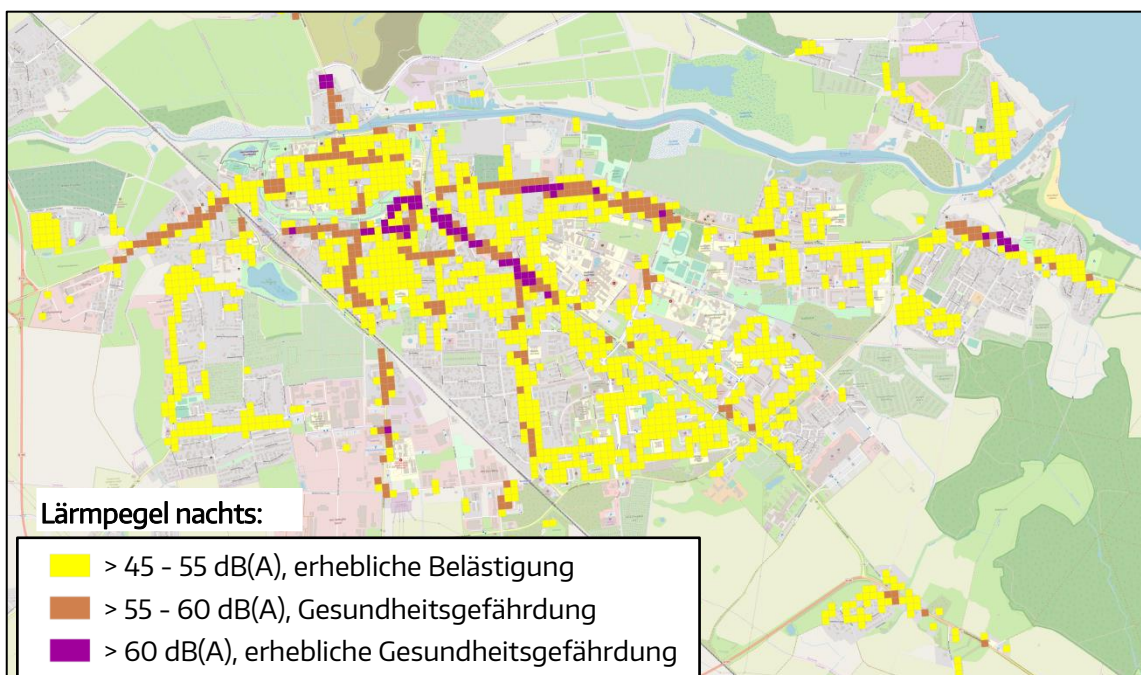 Lärmpegel nachts:
> 45 - 55 dB(A), erhebliche Belästigung
> 55 - 60 dB(A), Gesundheitsgefährdung
> 60 dB(A), erhebliche Gesundheitsgefährdung